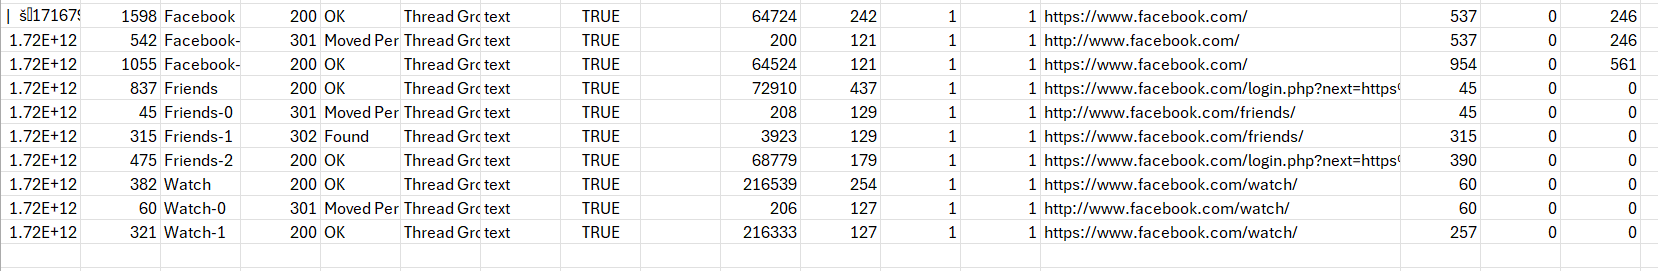 | š171679 1598 Facebook 200 OK Thread Gro text TRUE 64724 242 1 1 https://www.facebook.com/ 537 0 246
1.72E+12 542 Facebook- 301 Moved Per Thread Gro text TRUE 200 121 1 1 http://www.facebook.com/ 537 0 246
1.72E+12 1055 Facebook- 200 OK Thread Gro text TRUE 64524 121 1 1 https://www.facebook.com/ 954 0 561
1.72E+12 837 Friends 200 OK Thread Gro text TRUE 72910 437 1 1 https://www.facebook.com/login.php?next=https% 45 0 0
1.72E+12 45 Friends-0 301 Moved Per Thread Gro text TRUE 208 129 1 1 http://www.facebook.com/friends/ 45 0 0
1.72E+12 315 Friends-1 302 Found Thread Gro text TRUE 3923 129 1 1 https://www.facebook.com/friends/ 315 0 0
1.72E+12 475 Friends-2 200 OK Thread Gro text TRUE 68779 179 1 1 https://www.facebook.com/login.php?next=https% 390 0 0
1.72E+12 382 Watch 200 OK Thread Gro text TRUE 216539 254 1 1 https://www.facebook.com/watch/ 60 0 0
1.72E+12 60 Watch-0 301 Moved Per Thread Gro text TRUE 206 127 1 1 http://www.facebook.com/watch/ 60 0 0
1.72E+12 321 Watch-1 200 OK Thread Gro text TRUE 216333 127 1 1 https://www.facebook.com/watch/ 257 0 0